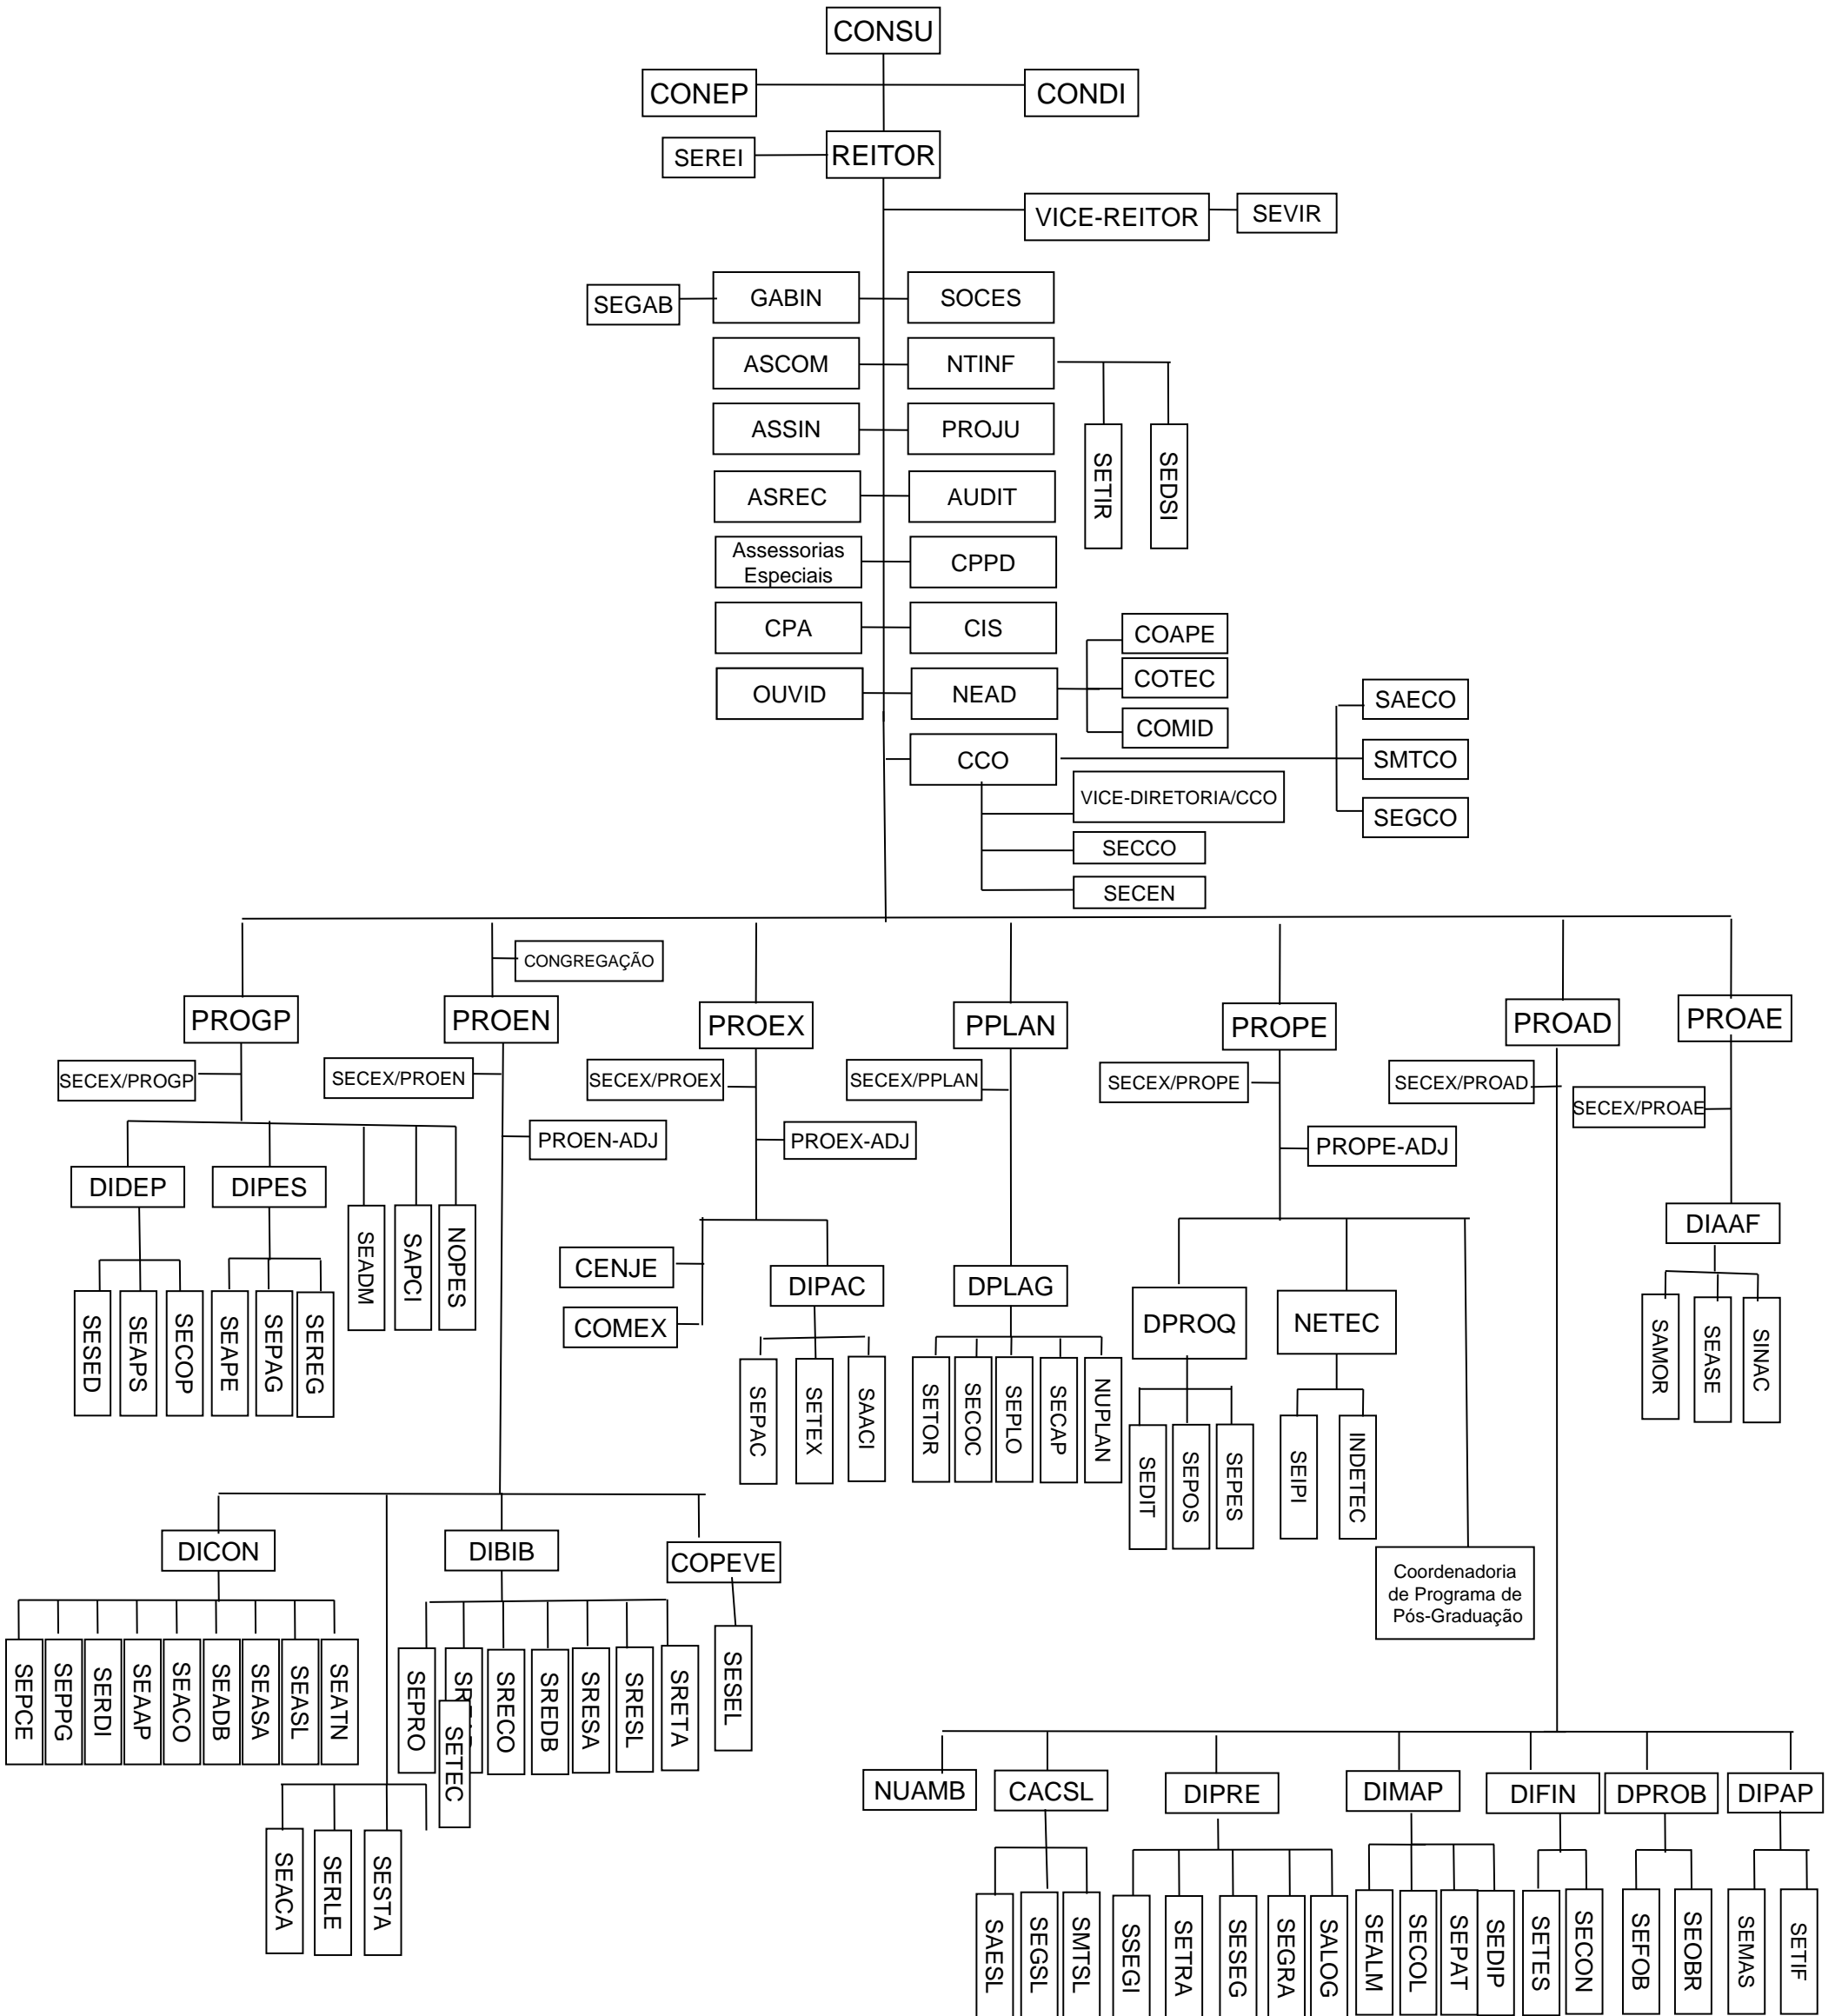 CONSU
CONEP
CONDI
SEREI
REITOR
VICE-REITOR
SEVIR
SEGAB
GABIN
SOCES
ASCOM
NTINF
ASSIN
PROJU
SETIR
SEDSI
ASREC
AUDIT
Assessorias
Especiais
CPPD
CPA
CIS
COAPE
COTEC
COMID
OUVID
NEAD
SAECO
SMTCO
SEGCO
CCO
VICE-DIRETORIA/CCO
SECCO
SECEN
CONGREGAÇÃO
PROGP
PROEN
PROEX
PPLAN
PROPE
PROAD
PROAE
SECEX/PROGP
SECEX/PROEN
SECEX/PROEX
SECEX/PPLAN
SECEX/PROPE
SECEX/PROAD
SECEX/PROAE
PROEN-ADJ
PROEX-ADJ
PROPE-ADJ
DIDEP
DIPES
SEADM
SAPCI
NOPES
DIAAF
CENJE
COMEX
DIPAC
DPLAG
DPROQ
NETEC
SESED
SEAPS
SECOP
SEAPE
SEPAG
SEREG
SAMOR
SEASE
SINAC
SEPAC
SETEX
SAACI
SETOR
SECOC
SEPLO
SECAP
NUPLAN
SEDIT
SEPOS
SEPES
SEIPI
INDETEC
DICON
DIBIB
COPEVE
Coordenadoria
de Programa de
Pós-Graduação
SEPCE
SEPPG
SERDI
SEAAP
SEACO
SEADB
SEASA
SEASL
SEATN
SEPRO
SETEC
SRECO
SREDB
SRESA
SRESL
SRETA
SESEL
SEACA
SERLE
SESTA
NUAMB
CACSL
DIPRE
DIMAP
DIFIN
DPROB
DIPAP
SAESL
SEGSL
SMTSL
SSEGI
SETRA
SESEG
SEGRA
SALOG
SEALM
SECOL
SEPAT
SEDIP
SETES
SECON
SEFOB
SEOBR
SEMAS
SETIF